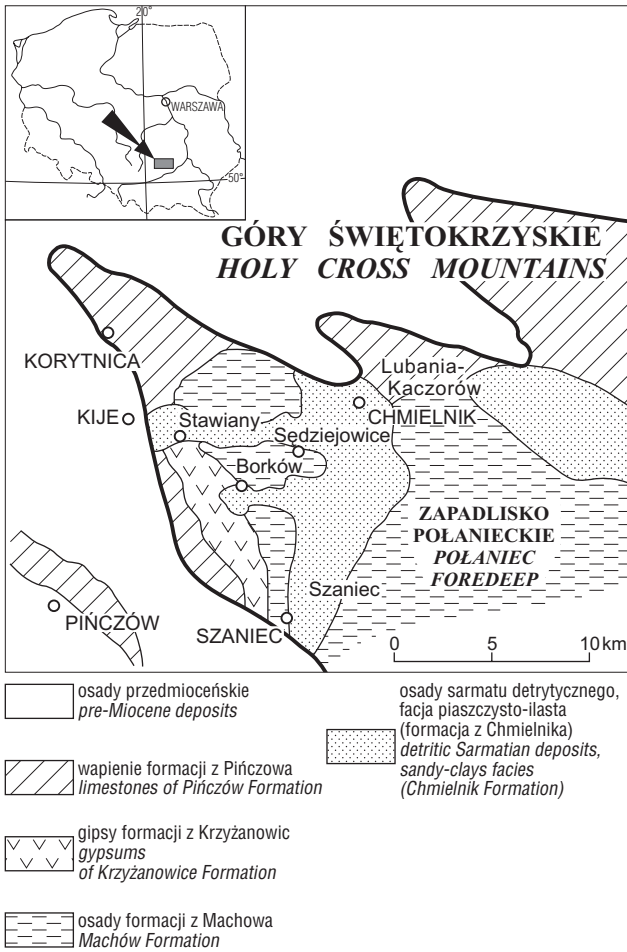 20°
WARSZAWA
50°
GÓRY ŚWIĘTOKRZYSKIE
HOLY CROSS MOUNTAINS
KORYTNICA
Lubania-
Kaczorów
KIJE
Stawiany
CHMIELNIK
Sędziejowice
Borków
ZAPADLISKO
POŁANIECKIE
POŁANIEC
FOREDEEP
Szaniec
PIŃCZÓW
SZANIEC
0 5 10 km
osady przedmioceńskie
pre-Miocene deposits
wapienie formacji z Pińczowa
limestones of Pińczów Formation
gipsy formacji z Krzyżanowic
gypsums
of Krzyżanowice Formation
osady formacji z Machowa
Machów Formation
osady sarmatu detrytycznego,
facja piaszczysto-ilasta
(formacja z Chmielnika)
detritic Sarmatian deposits,
sandy-clays facies
(Chmielnik Formation)